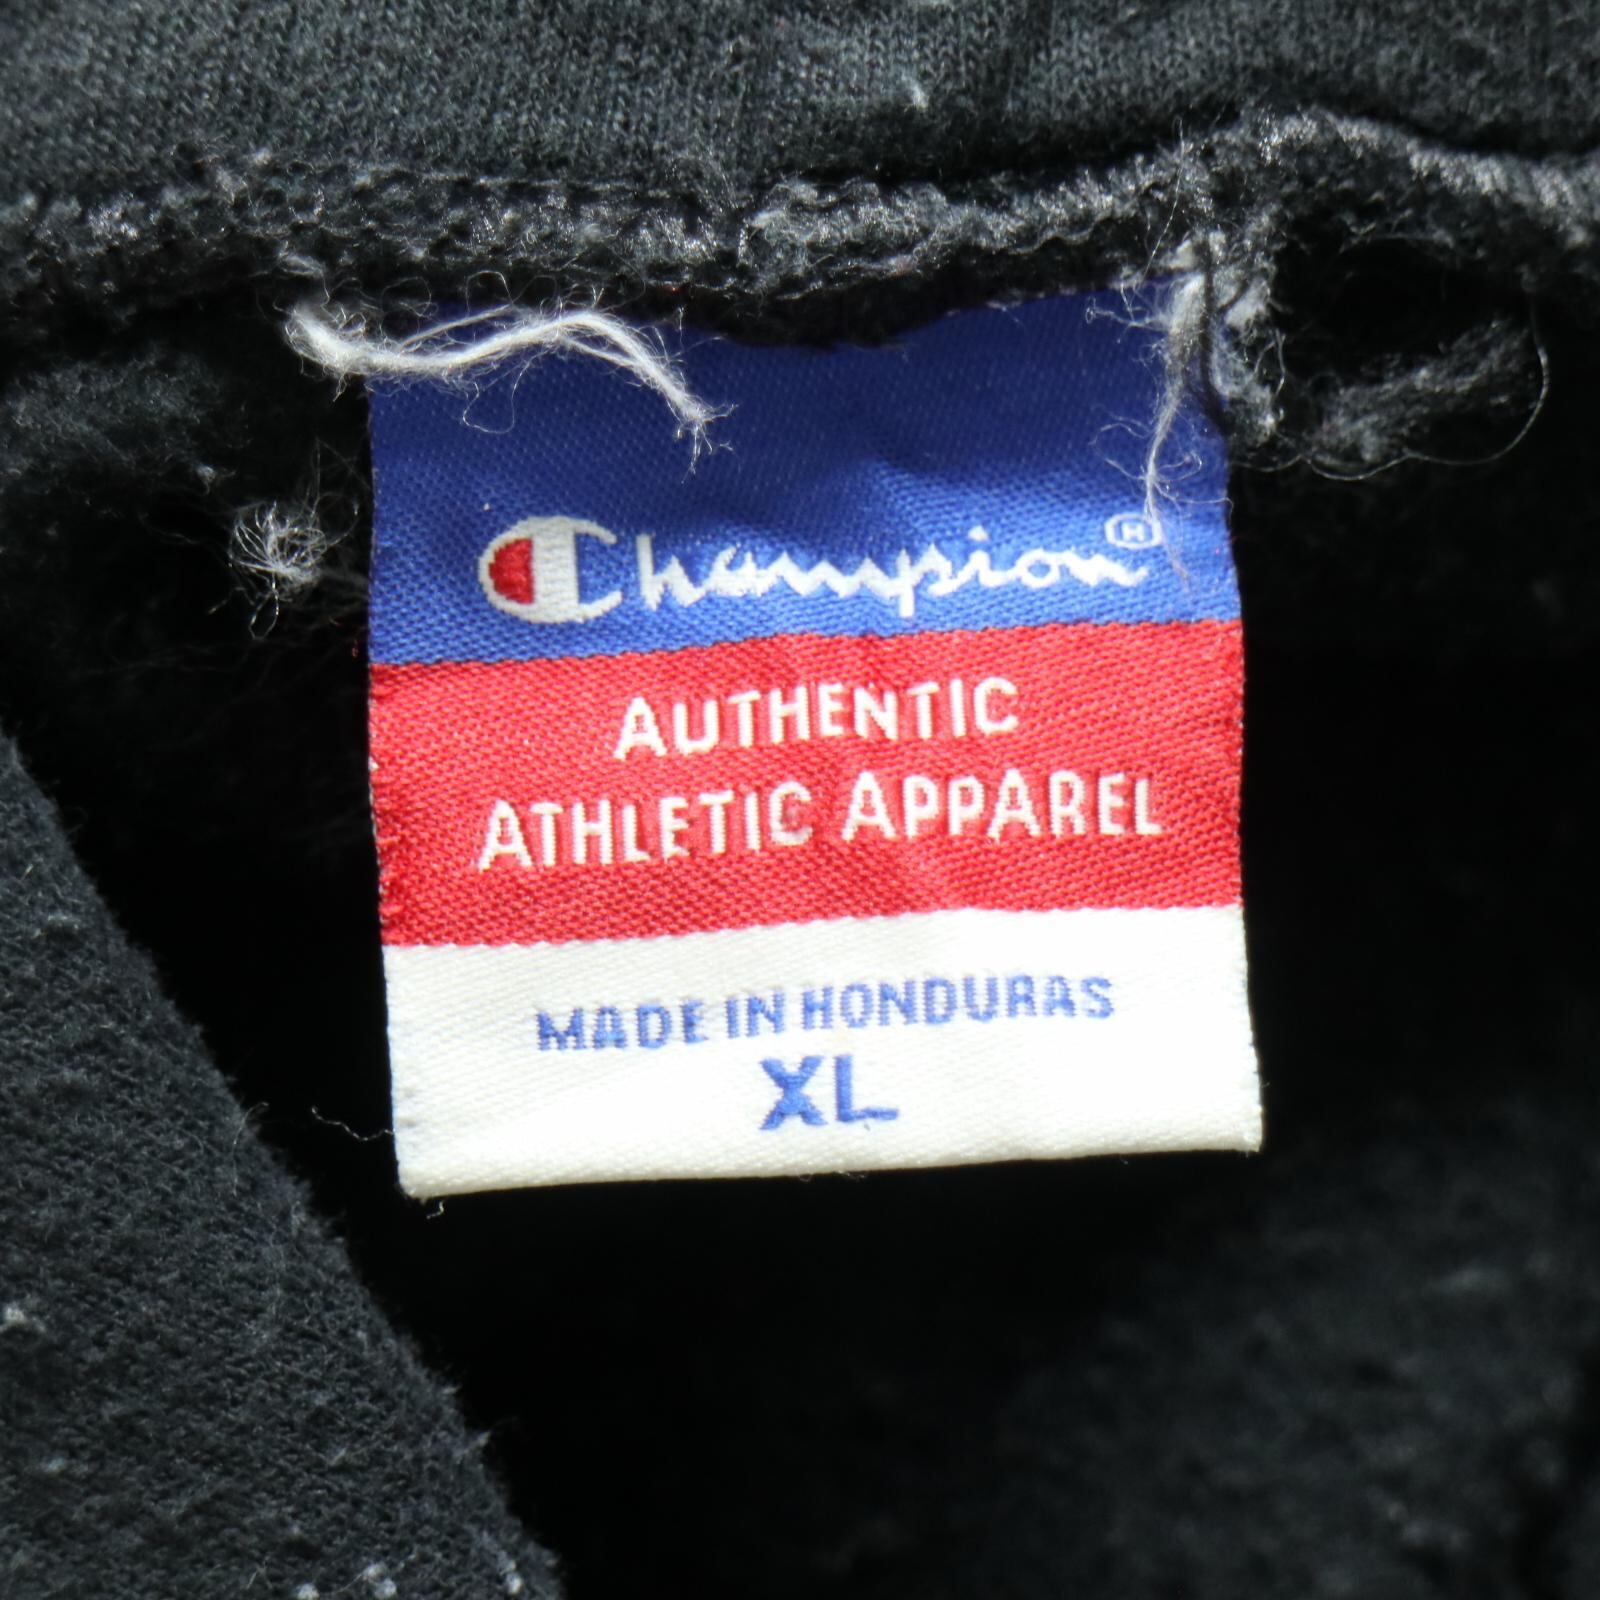 Champion®
AUTHENTIC
ATHLETIC APPAREL
MADE IN HONDURAS
XL